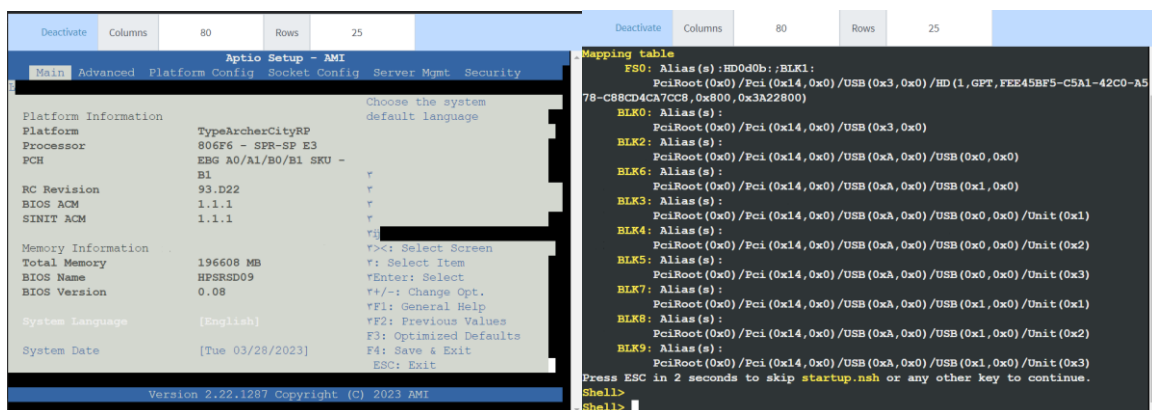 Deactivate Columns 80 Rows 25
Aptio Setup - AMI
Main Advanced Platform Config Socket Config Server Mgmt Security
Choose the system
default language
Platform Information
Platform TypeArcherCityRP
Processor 806F6 - SPR-SP E3
PCH EBG A0/A1/B0/B1 SKU -
B1
RC Revision 93.D22
BIOS ACM 1.1.1
SINIT ACM 1.1.1
Memory Information
><: Select Screen
Total Memory 196608 MB
: Select Item
BIOS Name HPSRSD09
Enter: Select
BIOS Version 0.08
+/-: Change Opt.
F1: General Help
System Language [English]
F2: Previous Values
F3: Optimized Defaults
System Date [Tue 03/28/2023]
F4: Save & Exit
ESC: Exit
Version 2.22.1287 Copyright (C) 2023 AMI
Deactivate Columns 80 Rows 25
Mapping table
FS0: Alias(s):HD0d0b:;BLK1:
PciRoot(0x0)/Pci(0x14,0x0)/USB(0x3,0x0)/HD(1,GPT,FEE45BF5-C5A1-42C0-A5
78-C88CD4CA7CC8,0x800,0x3A22800)
BLK0: Alias(s):
PciRoot(0x0)/Pci(0x14,0x0)/USB(0x3,0x0)
BLK2: Alias(s):
PciRoot(0x0)/Pci(0x14,0x0)/USB(0xA,0x0)/USB(0x0,0x0)
BLK6: Alias(s):
PciRoot(0x0)/Pci(0x14,0x0)/USB(0xA,0x0)/USB(0x1,0x0)
BLK3: Alias(s):
PciRoot(0x0)/Pci(0x14,0x0)/USB(0xA,0x0)/USB(0x0,0x0)/Unit(0x1)
BLK4: Alias(s):
PciRoot(0x0)/Pci(0x14,0x0)/USB(0xA,0x0)/USB(0x0,0x0)/Unit(0x2)
BLK5: Alias(s):
PciRoot(0x0)/Pci(0x14,0x0)/USB(0xA,0x0)/USB(0x0,0x0)/Unit(0x3)
BLK7: Alias(s):
PciRoot(0x0)/Pci(0x14,0x0)/USB(0xA,0x0)/USB(0x1,0x0)/Unit(0x1)
BLK8: Alias(s):
PciRoot(0x0)/Pci(0x14,0x0)/USB(0xA,0x0)/USB(0x1,0x0)/Unit(0x2)
BLK9: Alias(s):
PciRoot(0x0)/Pci(0x14,0x0)/USB(0xA,0x0)/USB(0x1,0x0)/Unit(0x3)
Press ESC in 2 seconds to skip startup.nsh or any other key to continue.
Shell>
Shell>